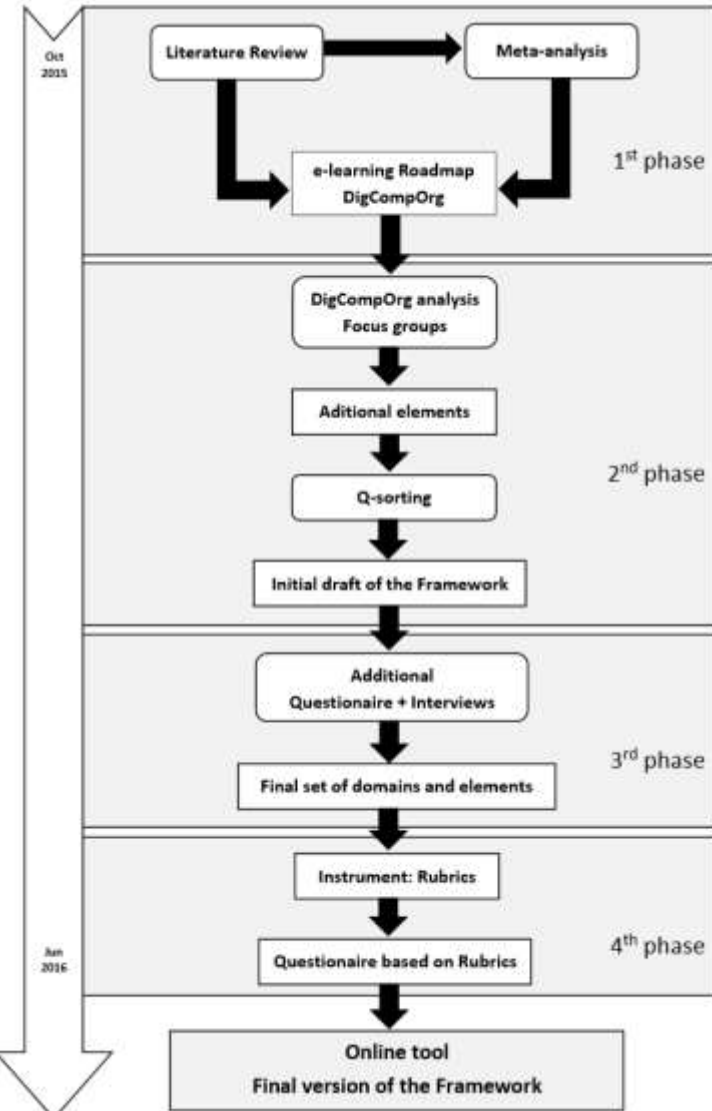 Oct
2015
Literature Review
Meta-analysis
1st phase
e-learning Roadmap
DigCompOrg
DigCompOrg analysis
Focus groups
Aditional elements
2nd phase
Q-sorting
Initial draft of the Framework
Additional
Questionaire + Interviews
3rd phase
Final set of domains and elements
Instrument: Rubrics
4th phase
Jun
2016
Questionaire based on Rubrics
Online tool
Final version of the Framework